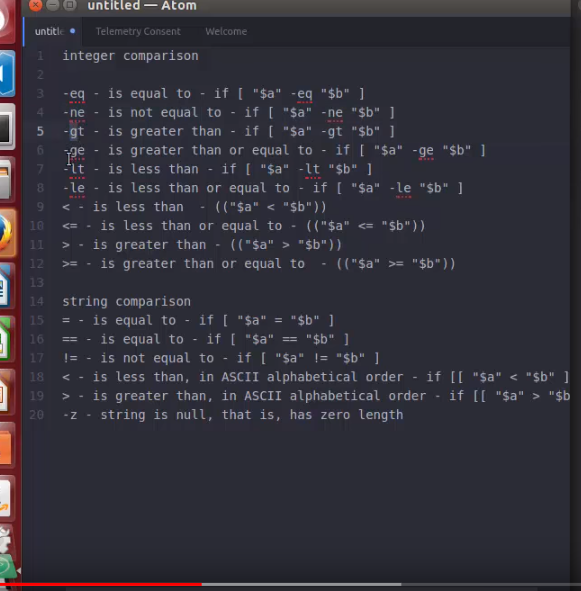 untitled — Atom
untitle Telemetry Consent Welcome
1 integer comparison
2
3 -eq - is equal to - if [ "$a" -eq "$b" ]
4 -ne - is not equal to - if [ "$a" -ne "$b" ]
5 -gt - is greater than - if [ "$a" -gt "$b" ]
6 -ge - is greater than or equal to - if [ "$a" -ge "$b" ]
7 -lt - is less than - if [ "$a" -lt "$b" ]
8 -le - is less than or equal to - if [ "$a" -le "$b" ]
9 < - is less than  - (("$a" < "$b"))
10 <= - is less than or equal to - (("$a" <= "$b"))
11 > - is greater than - (("$a" > "$b"))
12 >= - is greater than or equal to  - (("$a" >= "$b"))
13
14 string comparison
15 = - is equal to - if [ "$a" = "$b" ]
16 == - is equal to - if [ "$a" == "$b" ]
17 != - is not equal to - if [ "$a" != "$b" ]
18 < - is less than, in ASCII alphabetical order - if [[ "$a" < "$b" ]
19 > - is greater than, in ASCII alphabetical order - if [[ "$a" > "$b
20 -z - string is null, that is, has zero length